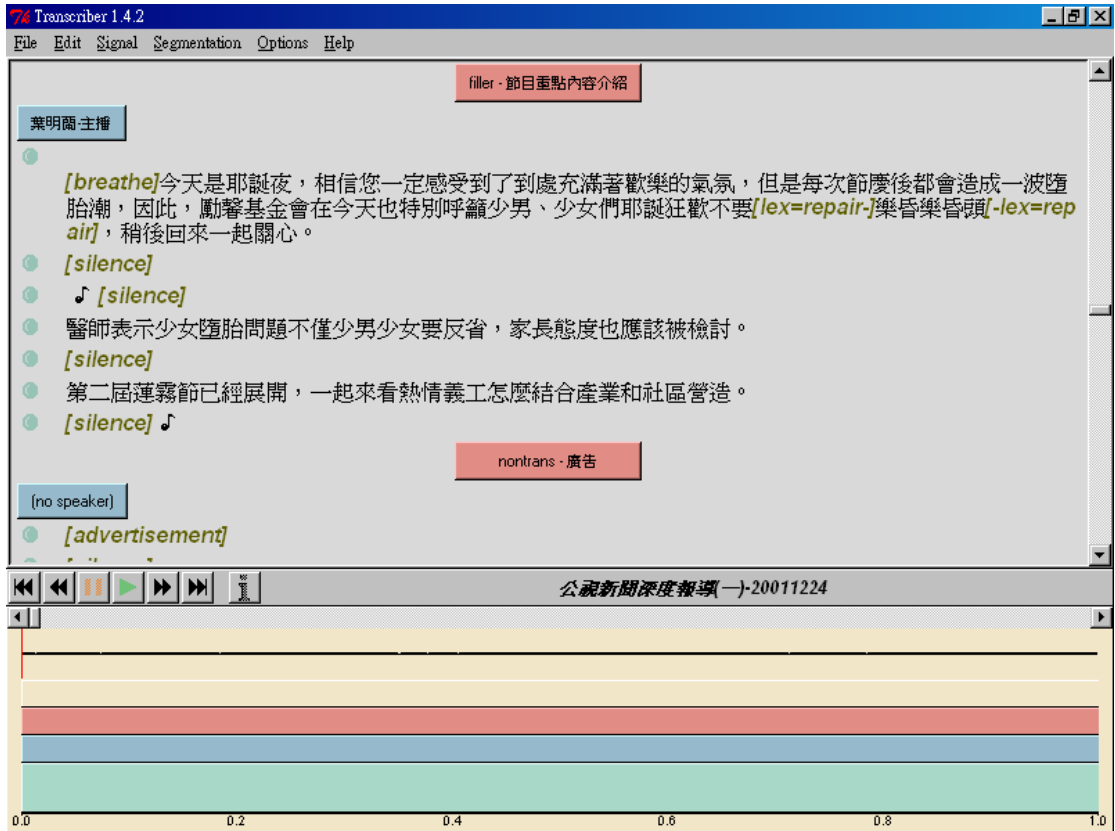 Transcriber 1.4.2
File Edit Signal Segmentation Options Help
filler - 節目重點內容介紹
葉明蘭-主播
[breathe]今天是耶誕夜，相信您一定感受到了到處充滿著歡樂的氣氛，但是每次節慶後都會造成一波墮
胎潮，因此，勵馨基金會在今天也特別呼籲少男、少女們耶誕狂歡不要[lex=repair-]樂昏樂昏頭[-lex=rep
air]，稍後回來一起關心。
[silence]
[silence]
醫師表示少女墮胎問題不僅少男少女要反省，家長態度也應該被檢討。
[silence]
第二屆蓮霧節已經展開，一起來看熱情義工怎麼結合產業和社區營造。
[silence]
nontrans - 廣告
(no speaker)
[advertisement]
公視新聞深度報導(一)-20011224
0.0 0.2 0.4 0.6 0.8 1.0